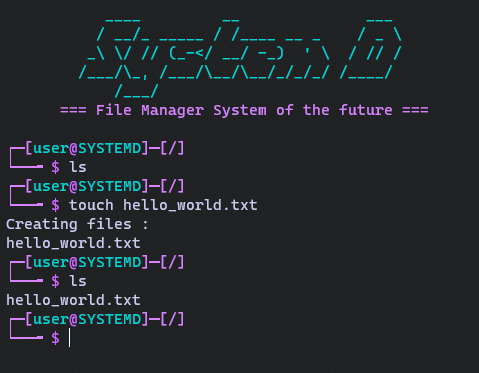 SystemD
=== File Manager System of the future ===
┌─[user@SYSTEMD]─[/]
└──╼ $ ls
┌─[user@SYSTEMD]─[/]
└──╼ $ touch hello_world.txt
Creating files :
hello_world.txt
┌─[user@SYSTEMD]─[/]
└──╼ $ ls
hello_world.txt
┌─[user@SYSTEMD]─[/]
└──╼ $